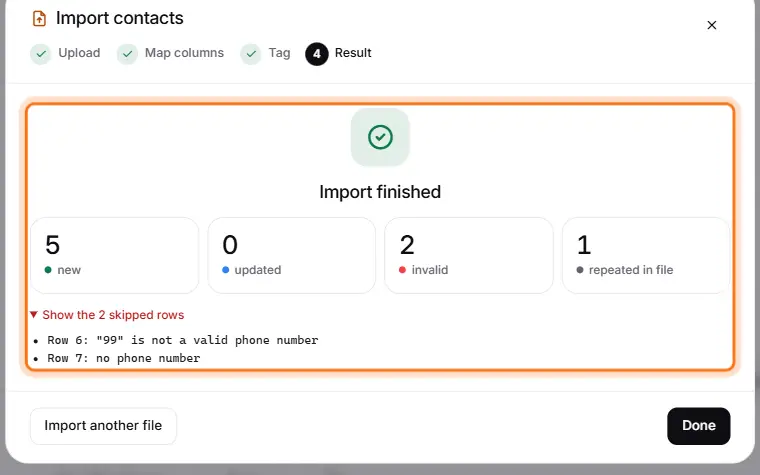 Import contacts
Upload Map columns Tag 4 Result
Import finished
5 0 2 1
new updated invalid repeated in file
Show the 2 skipped rows
Row 6: "99" is not a valid phone number
Row 7: no phone number
Import another file Done